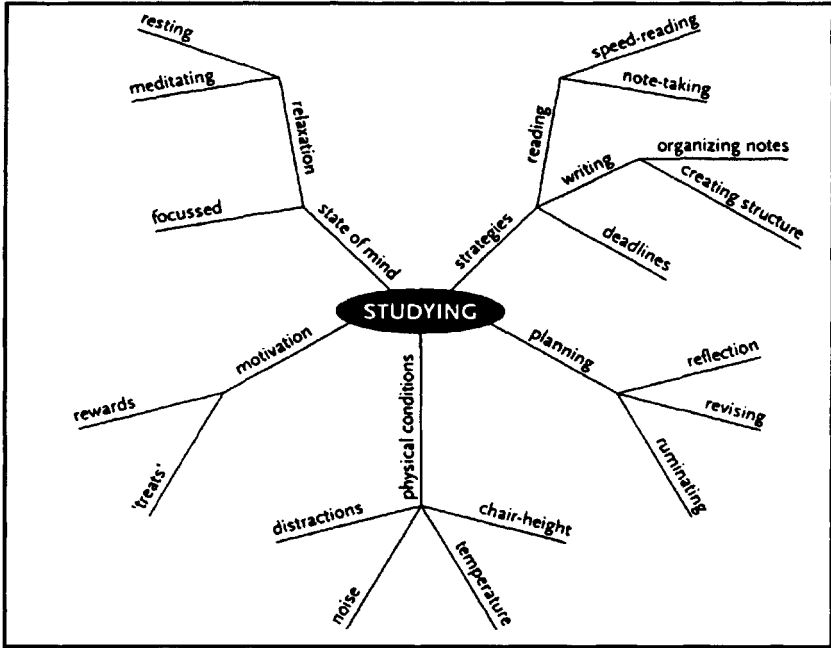 resting
meditating
relaxation
focussed
state of mind
speed-reading
note-taking
reading
writing
organizing notes
creating structure
deadlines
strategies
STUDYING
motivation
rewards
'treats'
physical conditions
distractions
noise
temperature
chair-height
planning
reflection
revising
ruminating